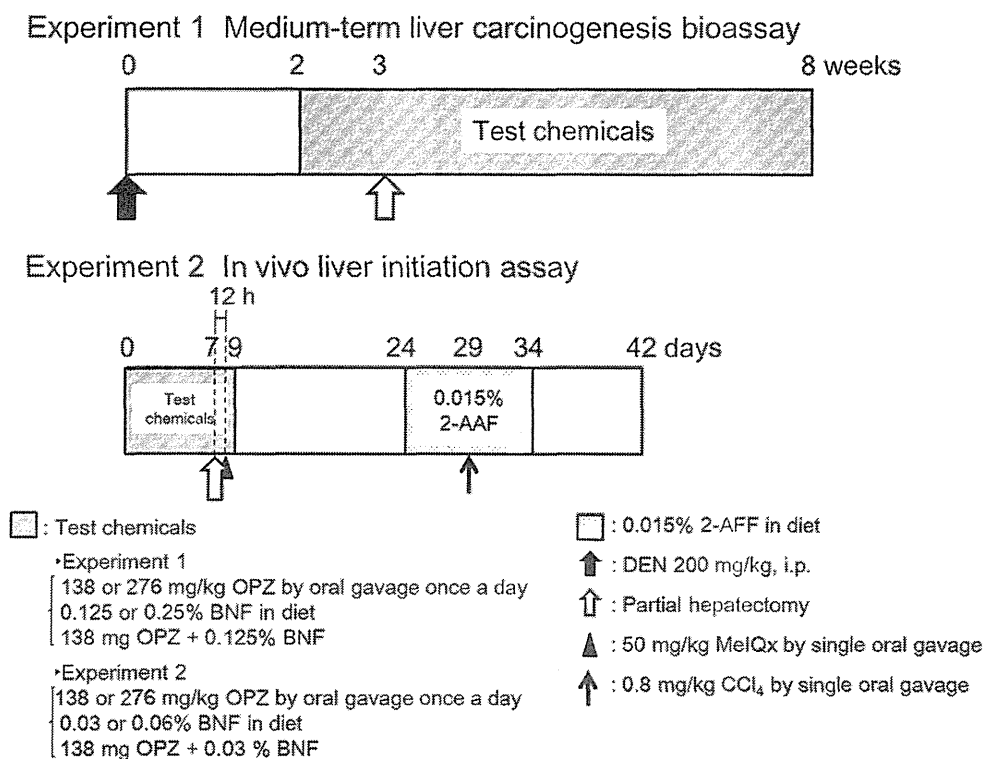 Experiment 1 Medium-term liver carcinogenesis bioassay
0 2 3 8 weeks
Test chemicals
Experiment 2 In vivo liver initiation assay
12 h
0 7 9 24 29 34 42 days
Test
chemicals
0.015%
2-AAF
: Test chemicals
‣Experiment 1
138 or 276 mg/kg OPZ by oral gavage once a day
0.125 or 0.25% BNF in diet
138 mg OPZ + 0.125% BNF
‣Experiment 2
138 or 276 mg/kg OPZ by oral gavage once a day
0.03 or 0.06% BNF in diet
138 mg OPZ + 0.03 % BNF
: 0.015% 2-AFF in diet
: DEN 200 mg/kg, i.p.
: Partial hepatectomy
: 50 mg/kg MeIQx by single oral gavage
: 0.8 mg/kg CCl₄ by single oral gavage